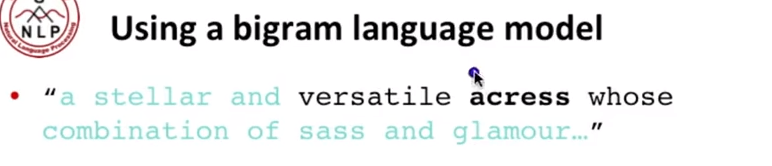 NLP
Using a bigram language model
• “a stellar and versatile acress whose
combination of sass and glamour…”